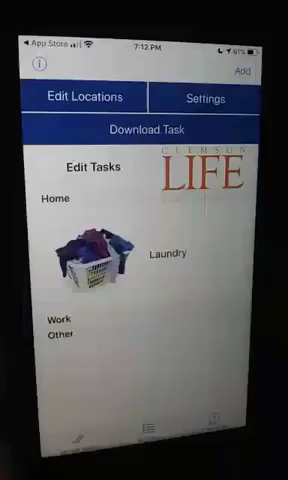 App Store
7:12 PM
61%
Add
Edit Locations
Settings
Download Task
CLEMSON
Edit Tasks
LIFE
Home
Laundry
Work
Other